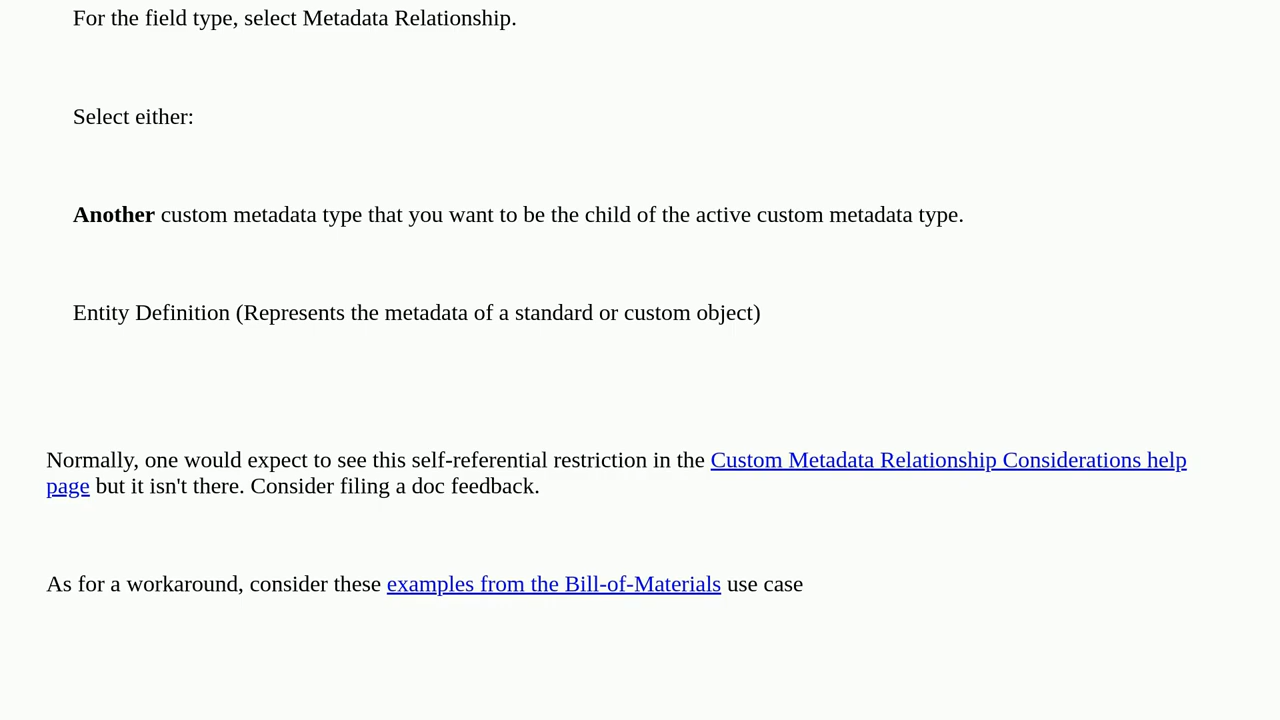 For the field type, select Metadata Relationship.
Select either:
Another custom metadata type that you want to be the child of the active custom metadata type.
Entity Definition (Represents the metadata of a standard or custom object)
Normally, one would expect to see this self-referential restriction in the Custom Metadata Relationship Considerations help
page but it isn't there. Consider filing a doc feedback.
As for a workaround, consider these examples from the Bill-of-Materials use case